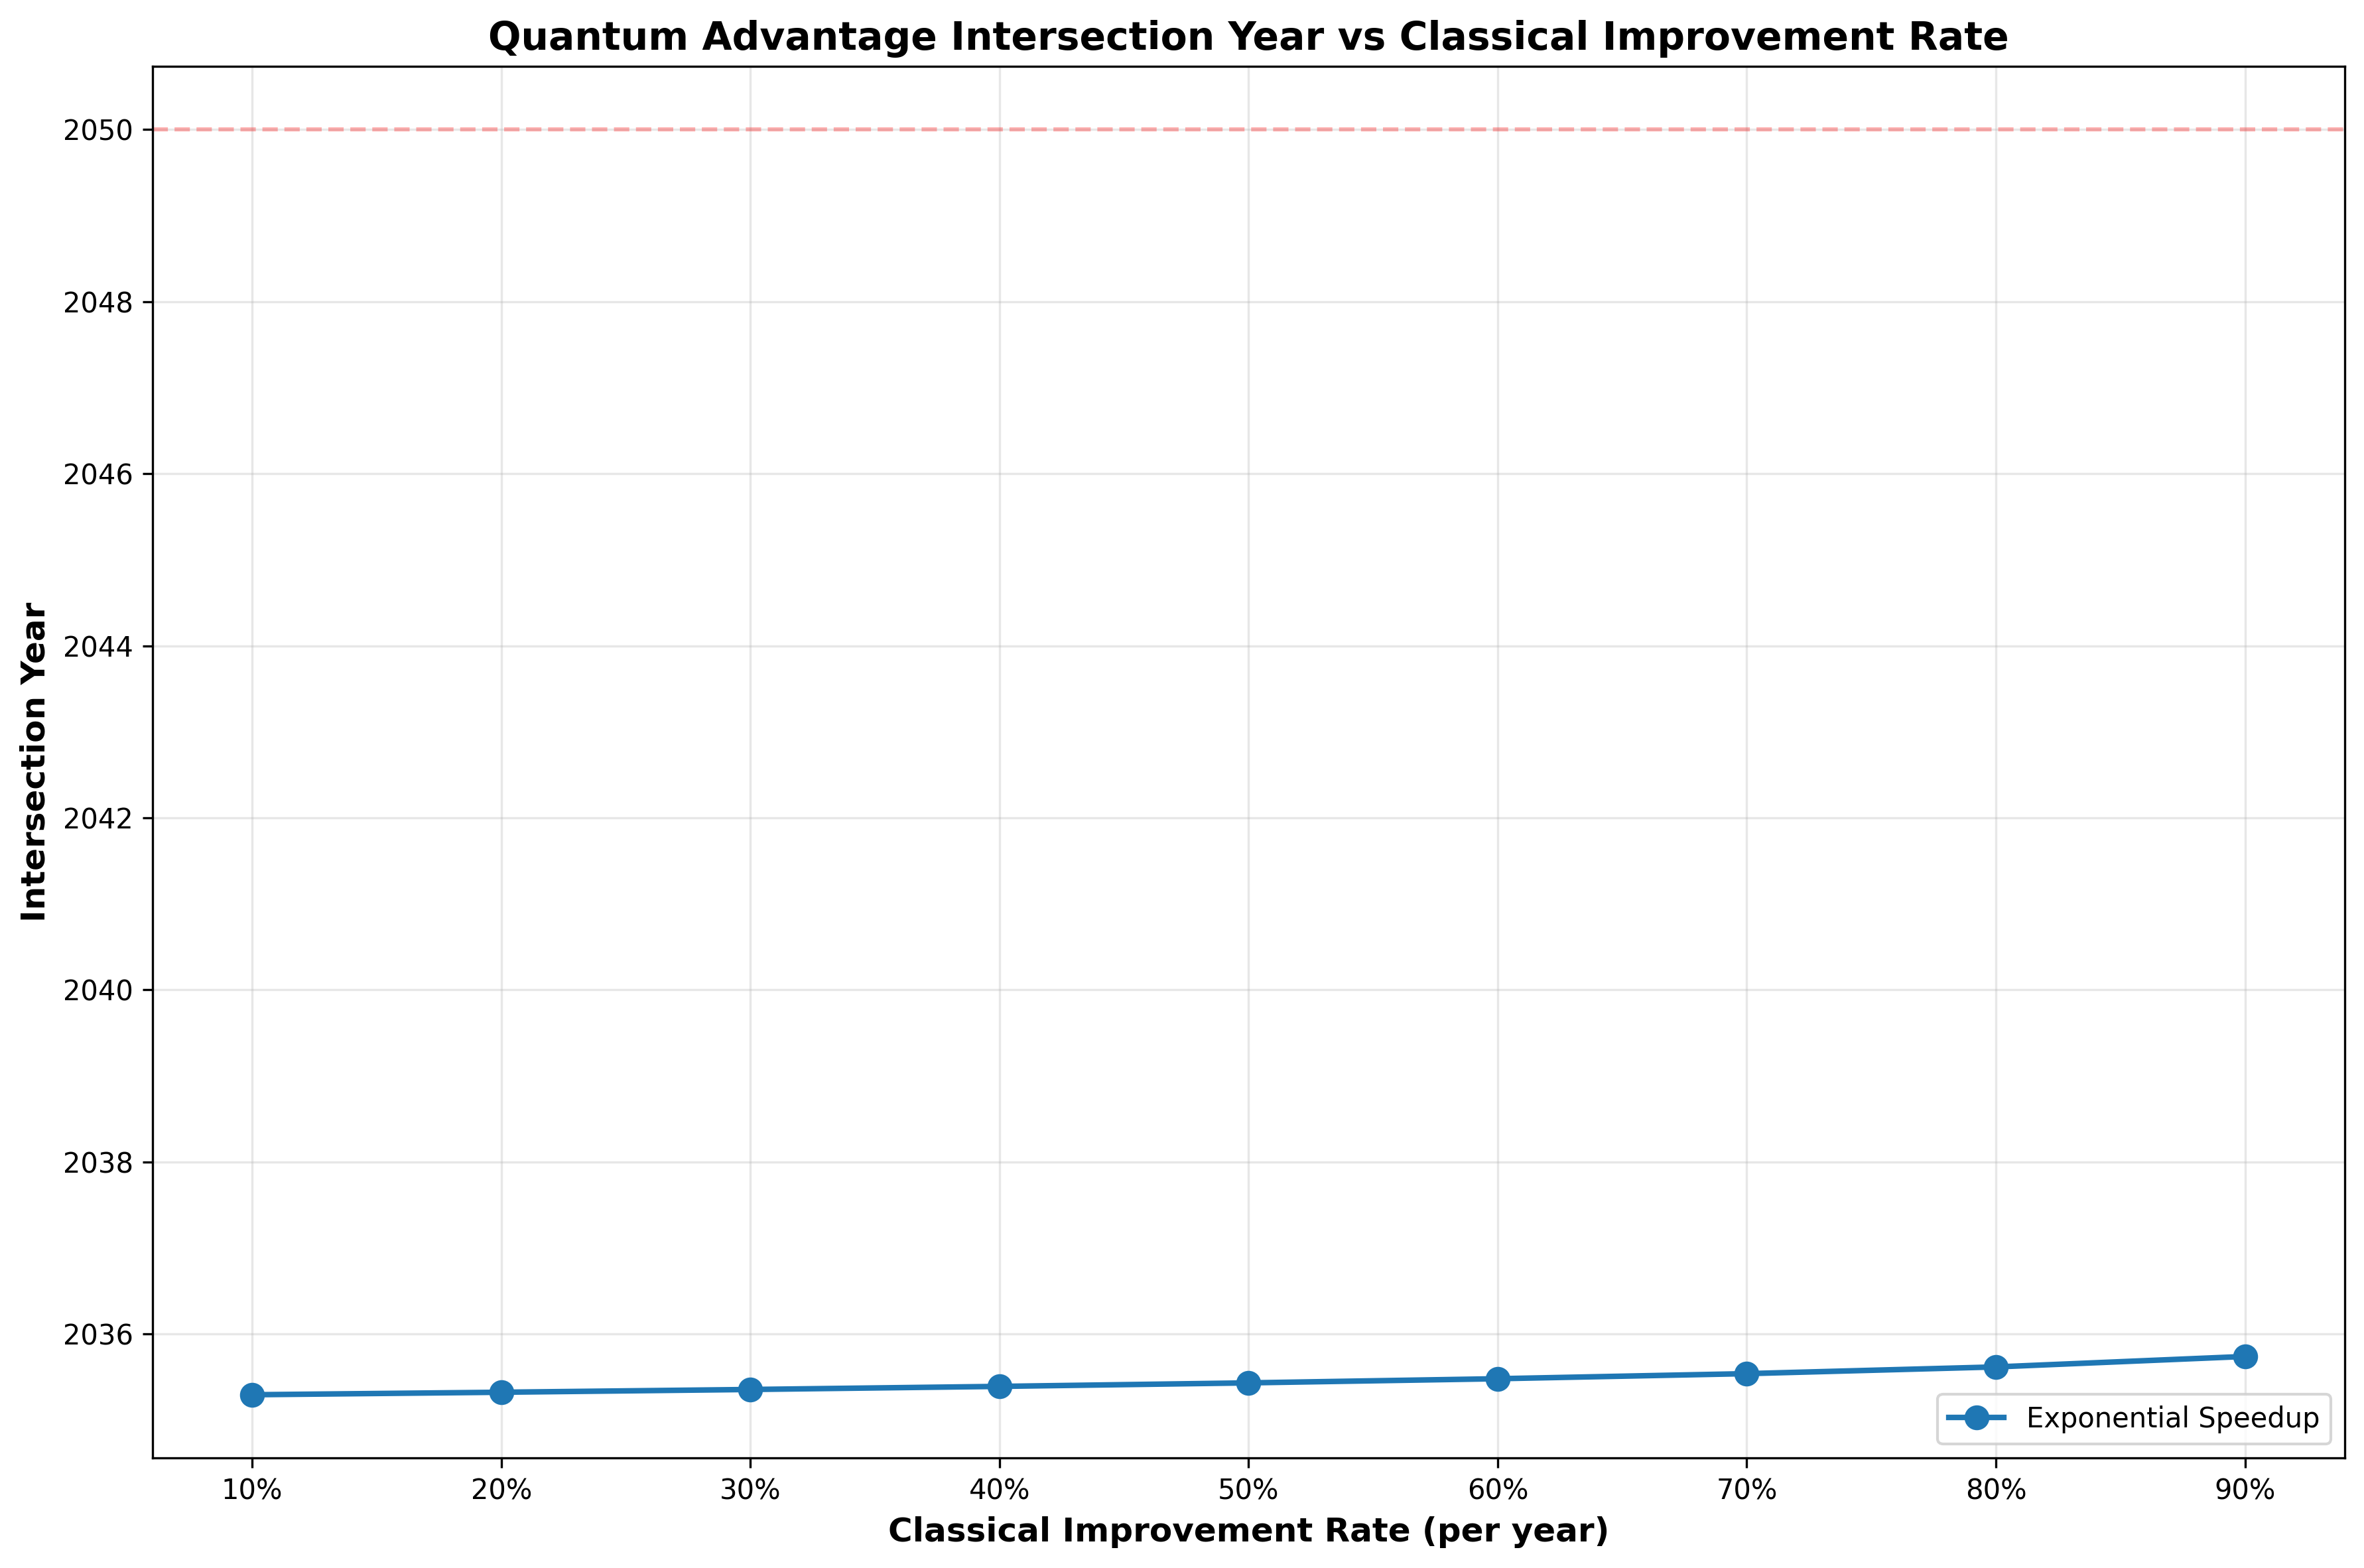 Quantum Advantage Intersection Year vs Classical Improvement Rate
Intersection Year
2050
2048
2046
2044
2042
2040
2038
2036
Exponential Speedup
10% 20% 30% 40% 50% 60% 70% 80% 90%
Classical Improvement Rate (per year)